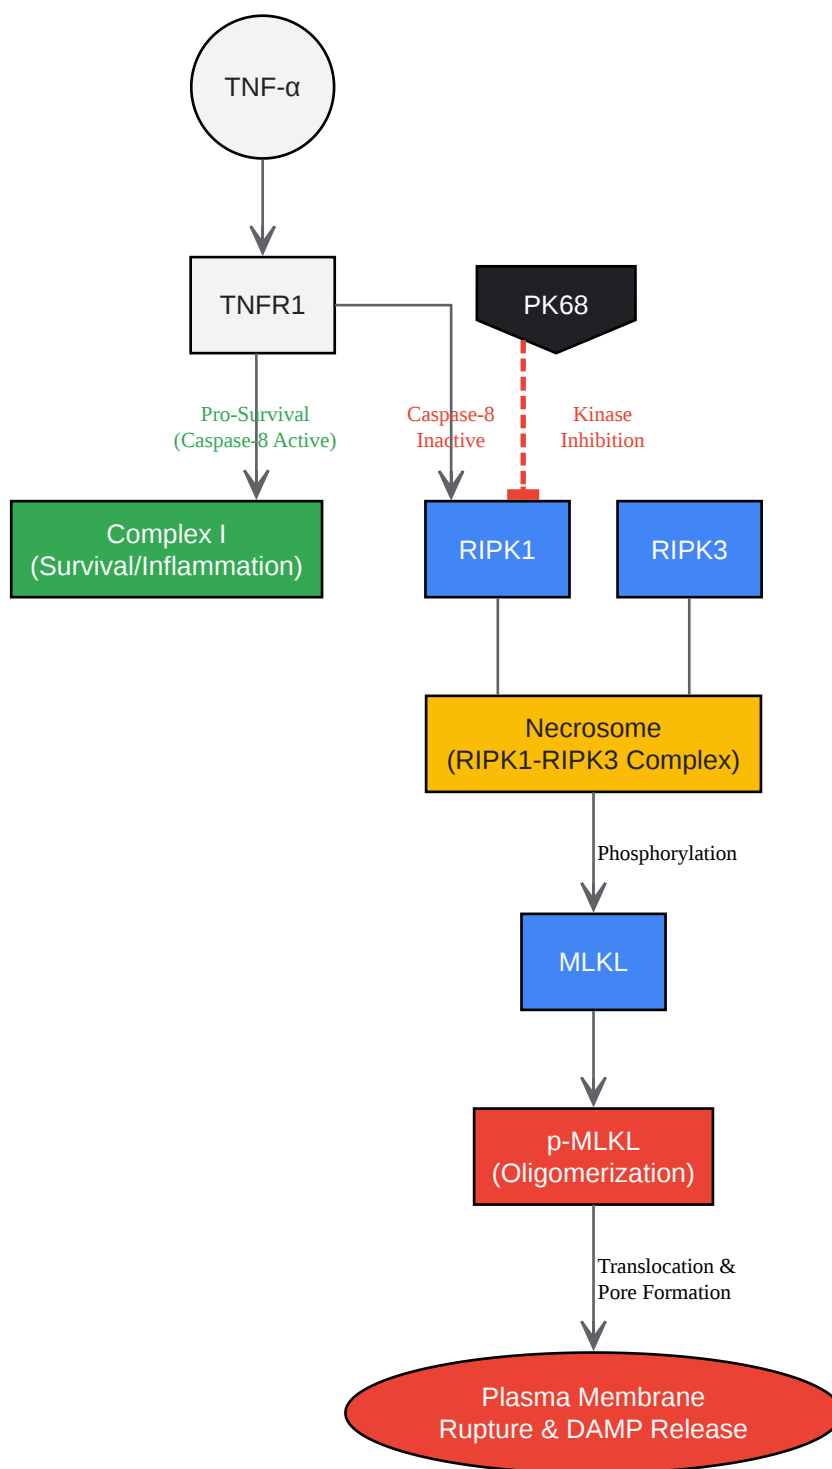 TNF-α
TNFR1
PK68
Pro-Survival
(Caspase-8 Active)
Caspase-8
Inactive
Kinase
Inhibition
Complex I
(Survival/Inflammation)
RIPK1
RIPK3
Necrosome
(RIPK1-RIPK3 Complex)
Phosphorylation
MLKL
p-MLKL
(Oligomerization)
Translocation &
Pore Formation
Plasma Membrane
Rupture & DAMP Release